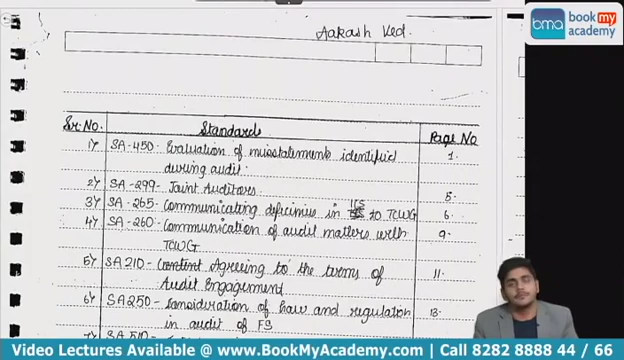 Aakash Ved.
bma book my academy
Sr. No. Standards Page No
1) SA-450- Evaluation of misstatements identified 1.
during audit.
2) SA-299- Joint Auditors. 5.
3) SA-265- Communicating deficiencies in ICS to TCWG 6.
4) SA-260- Communication of audit matters with 9.
TCWG
5) SA 210- Agreeing to the terms of 11.
Audit Engagement
6) SA 250- Consideration of law and regulation 13.
in audit of FS
7) SA 510-
Video Lectures Available @ www.BookMyAcademy.com | Call 8282 8888 44 / 66